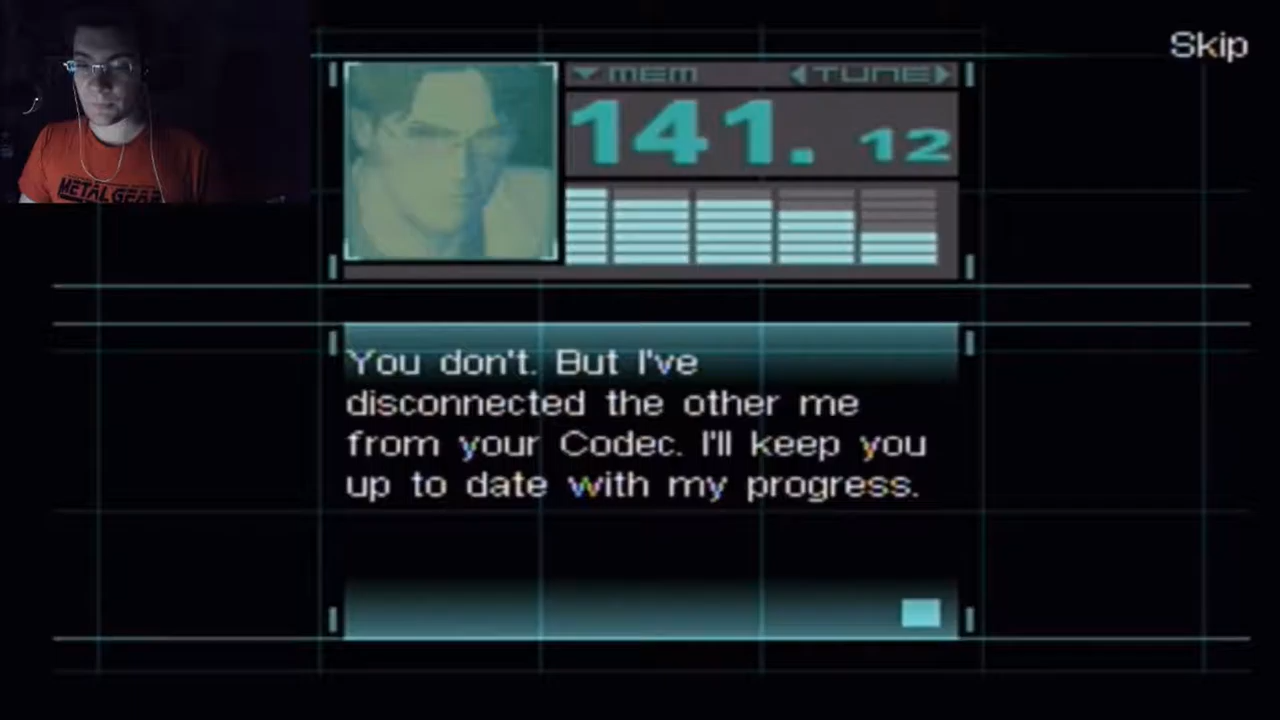 Skip
MEM
TUNE
141.12
You don't. But I've
disconnected the other me
from your Codec. I'll keep you
up to date with my progress.
METAL GEAR